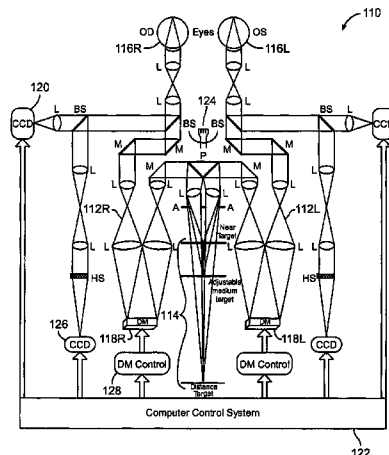 110
OD Eyes OS
116R 116L
L L
120 124
L L
CCD L BS BS BS BS L CC
M M P M M
L L L L L L
112R A A 112L
Near Target
L L L L L L
HS Adjustable medium target HS
114
DM DM
126 118R 118L
CCD DM Control DM Control CCD
128 Distance Target
Computer Control System
122